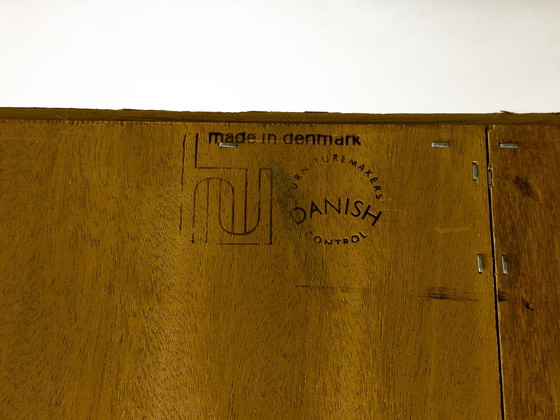 made in denmark
FURNITUREMAKERS'
DANISH
CONTROL